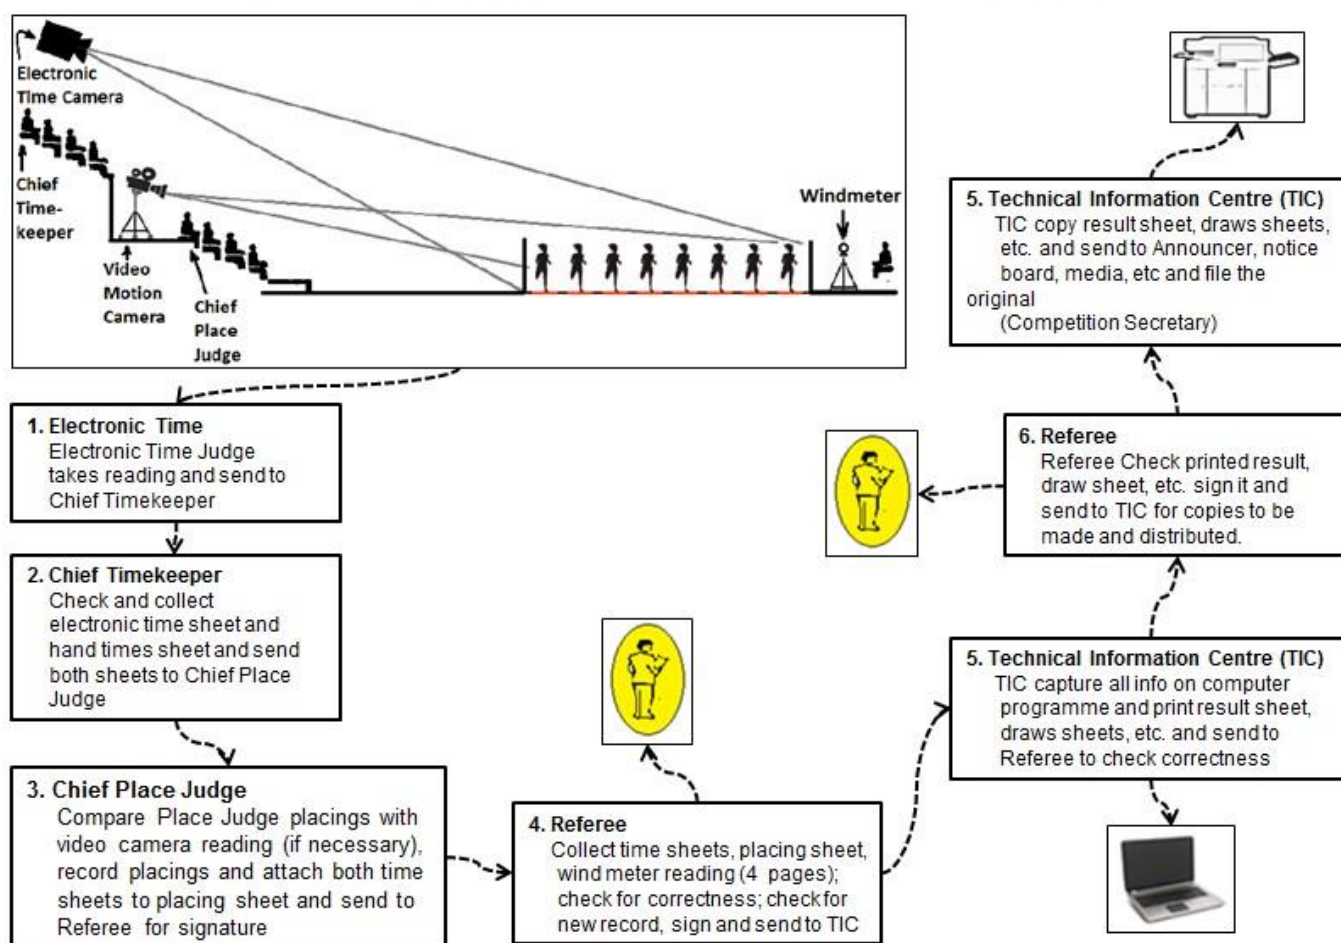 Electronic
Time Camera
Chief
Time-
keeper
Video
Motion
Camera
Chief
Place
Judge
Windmeter
1. Electronic Time
Electronic Time Judge
takes reading and send to
Chief Timekeeper
2. Chief Timekeeper
Check and collect
electronic time sheet and
hand times sheet and send
both sheets to Chief Place
Judge
3. Chief Place Judge
Compare Place Judge placings with
video camera reading (if necessary),
record placings and attach both time
sheets to placing sheet and send to
Referee for signature
4. Referee
Collect time sheets, placing sheet,
wind meter reading (4 pages);
check for correctness; check for
new record, sign and send to TIC
5. Technical Information Centre (TIC)
TIC capture all info on computer
programme and print result sheet,
draws sheets, etc. and send to
Referee to check correctness
6. Referee
Referee Check printed result,
draw sheet, etc. sign it and
send to TIC for copies to be
made and distributed.
5. Technical Information Centre (TIC)
TIC copy result sheet, draws sheets,
etc. and send to Announcer, notice
board, media, etc and file the
original
(Competition Secretary)